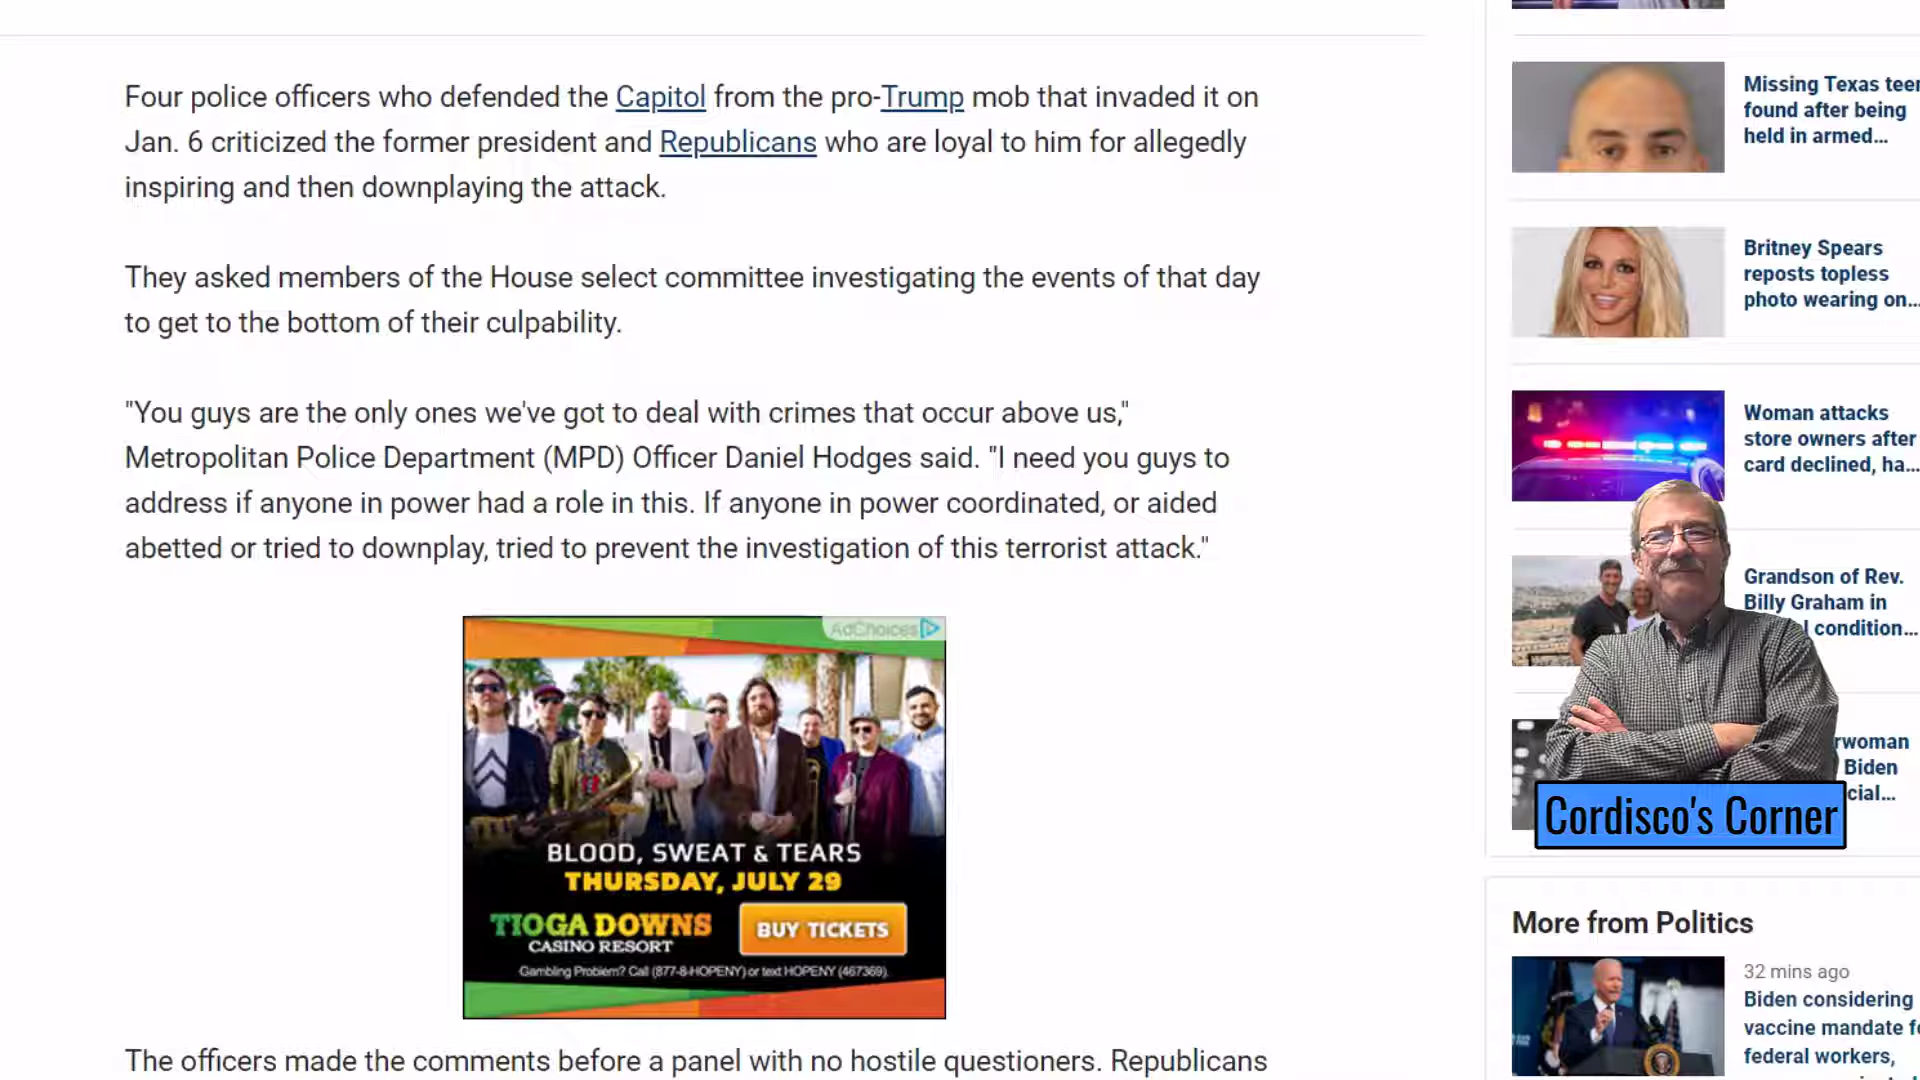 Four police officers who defended the Capitol from the pro-Trump mob that invaded it on
Jan. 6 criticized the former president and Republicans who are loyal to him for allegedly
inspiring and then downplaying the attack.
They asked members of the House select committee investigating the events of that day
to get to the bottom of their culpability.
"You guys are the only ones we've got to deal with crimes that occur above us,"
Metropolitan Police Department (MPD) Officer Daniel Hodges said. "I need you guys to
address if anyone in power had a role in this. If anyone in power coordinated, or aided
abetted or tried to downplay, tried to prevent the investigation of this terrorist attack."
AdChoices
BLOOD, SWEAT & TEARS
THURSDAY, JULY 29
TIOGA DOWNS
CASINO RESORT
BUY TICKETS
Gambling Problem? Call (877-8-HOPENY) or text HOPENY (467369).
The officers made the comments before a panel with no hostile questioners. Republicans
Missing Texas teen
found after being
held in armed...
Britney Spears
reposts topless
photo wearing on...
Woman attacks
store owners after
card declined, ha...
Grandson of Rev.
Billy Graham in
condition...
Biden
Cordisco's Corner
More from Politics
32 mins ago
Biden considering
vaccine mandate
federal workers,